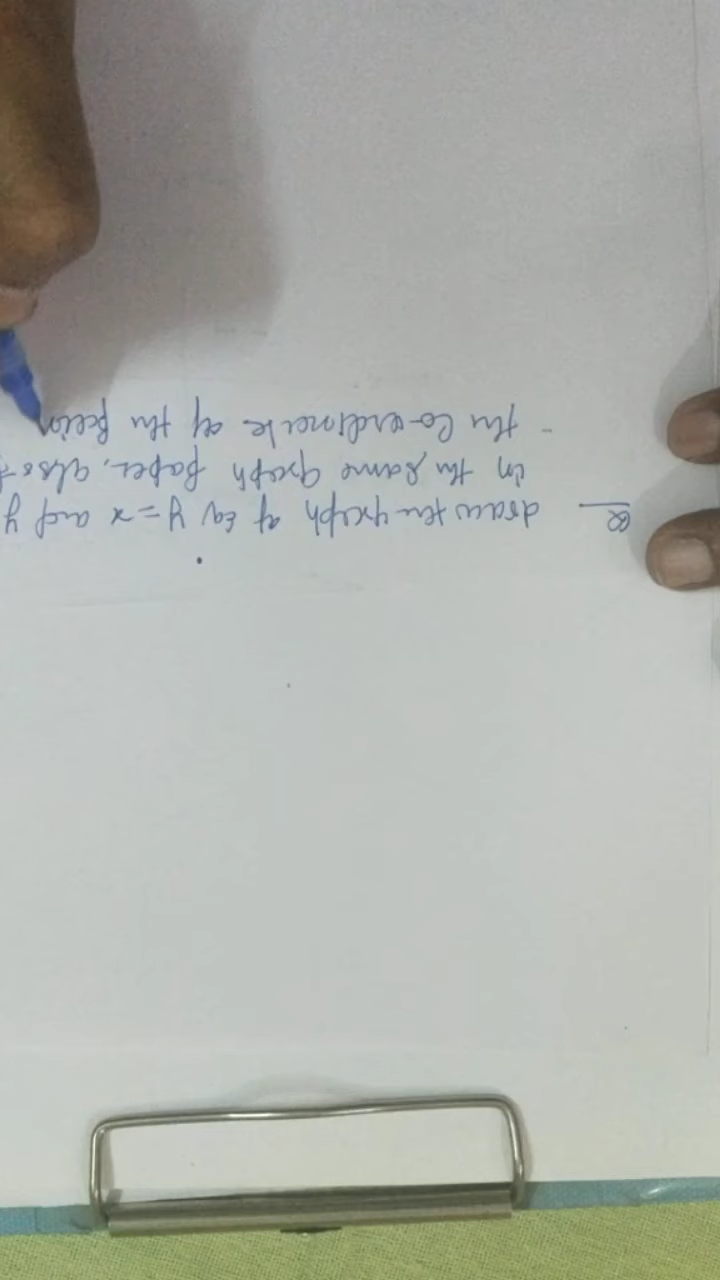 Q draw the graph of Eq y = x and y
in the same graph paper, also f
the Co-ordinate of the poin